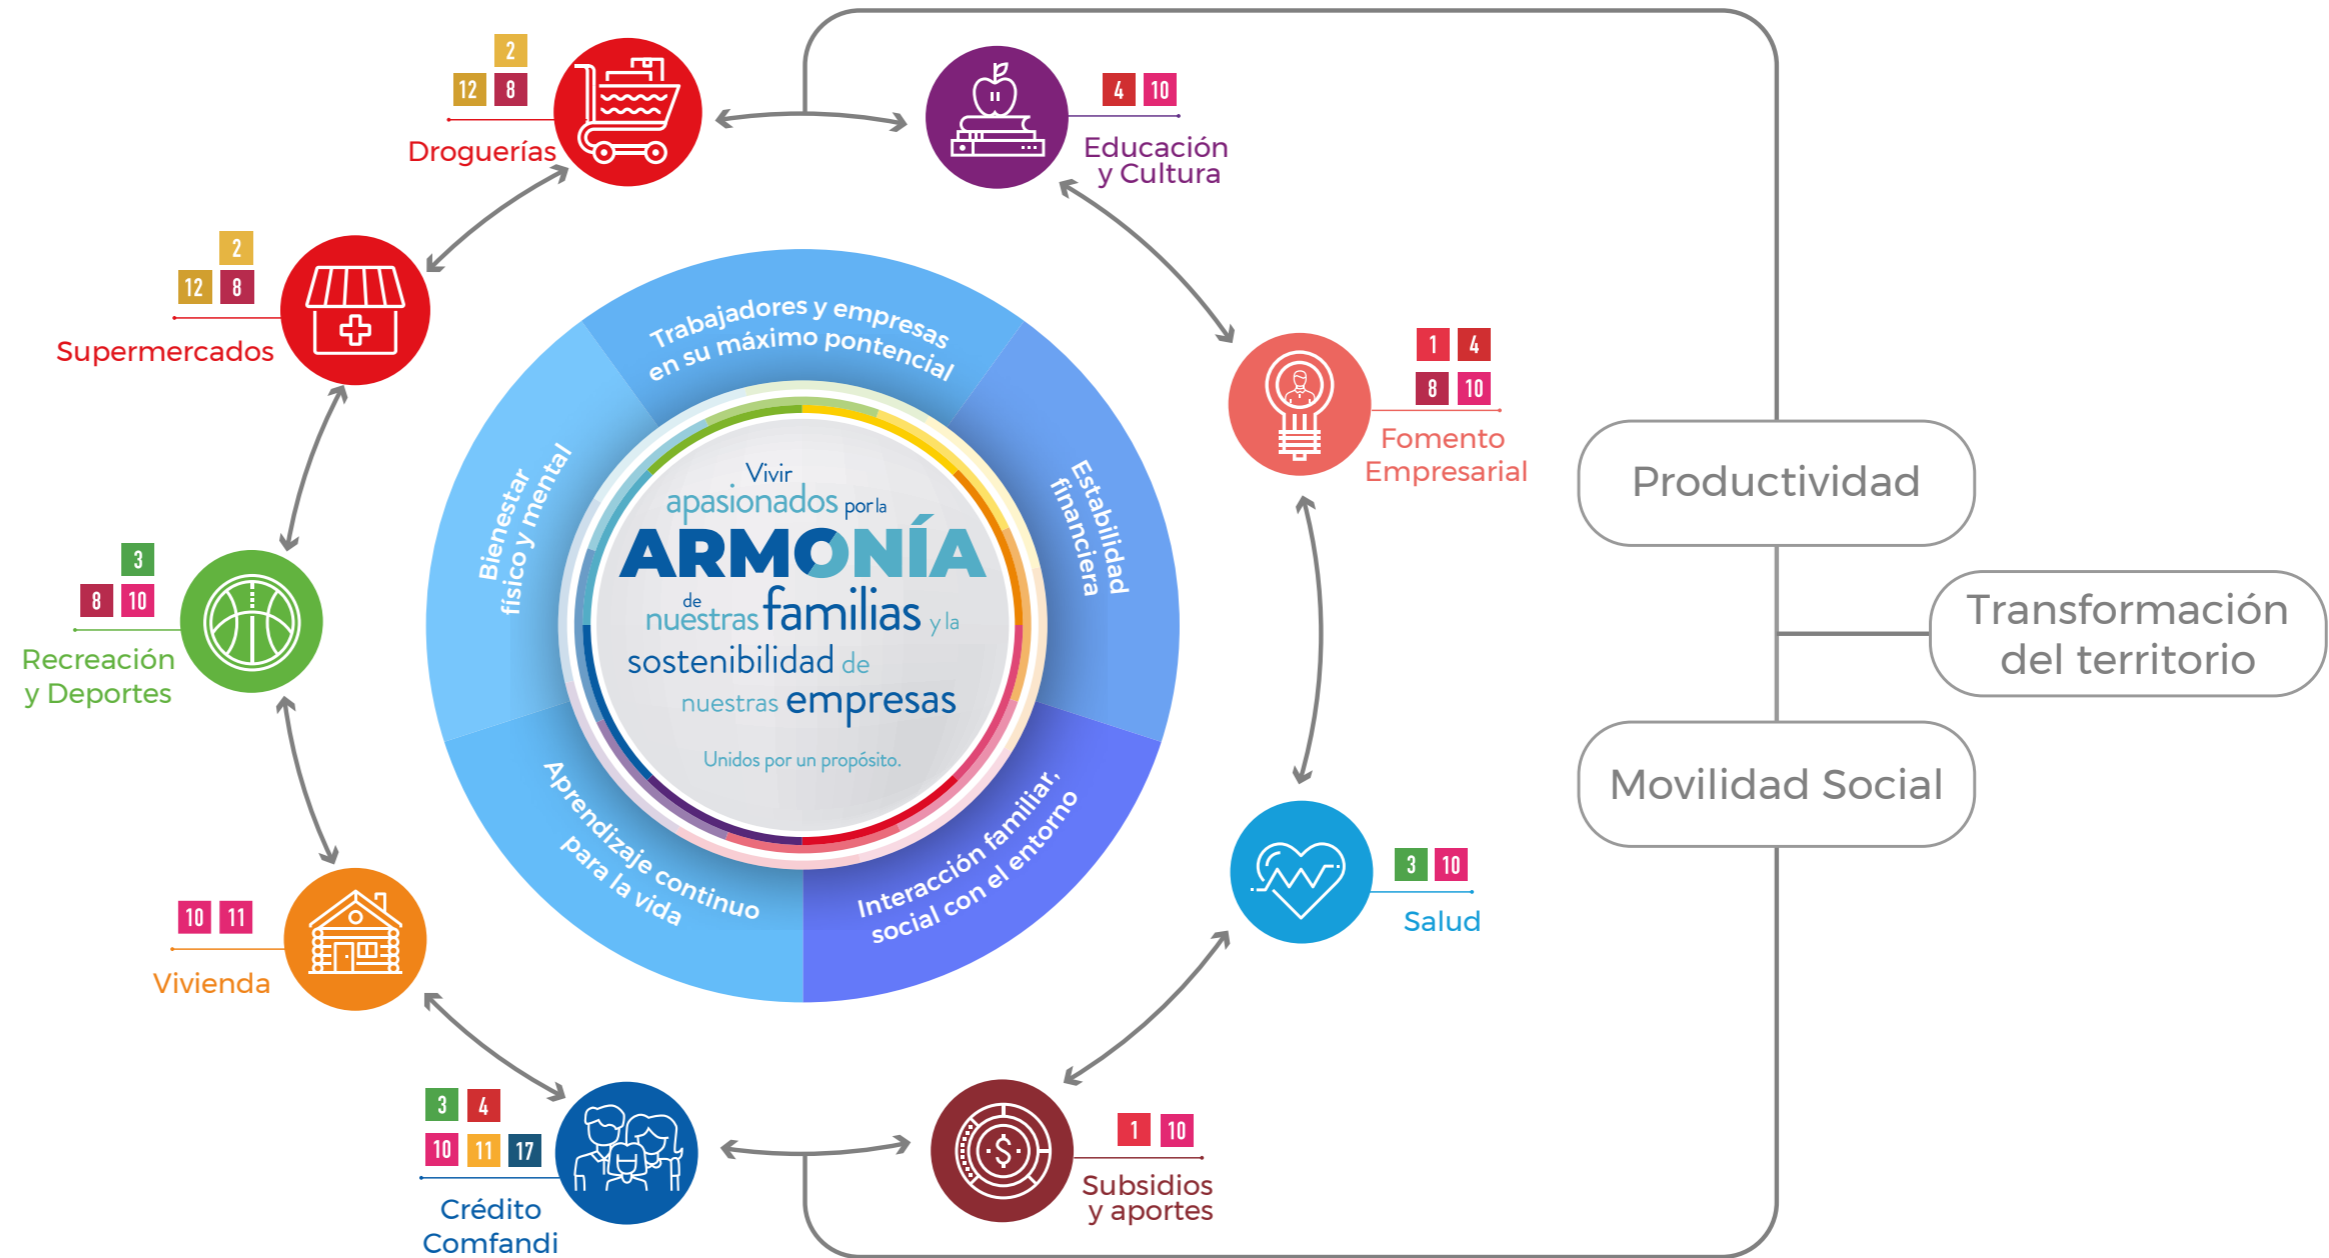 2
12 8
Droguerías
4 10
Educación
y Cultura
2
12 8
Supermercados
1 4
8 10
Fomento
Empresarial
3
8 10
Recreación
y Deportes
3 10
Salud
10 11
Vivienda
3 4
10 11 17
Crédito
Comfandi
1 10
$
Subsidios
y aportes
Trabajadores y empresas
en su máximo pontencial
Estabilidad
financiera
Interacción familiar,
social con el entorno
Aprendizaje continuo
para la vida
Bienestar
físico y mental
Vivir
apasionados por la
ARMONÍA
de
nuestras familias y la
sostenibilidad de
nuestras empresas
Unidos por un propósito.
Productividad
Transformación
del territorio
Movilidad Social